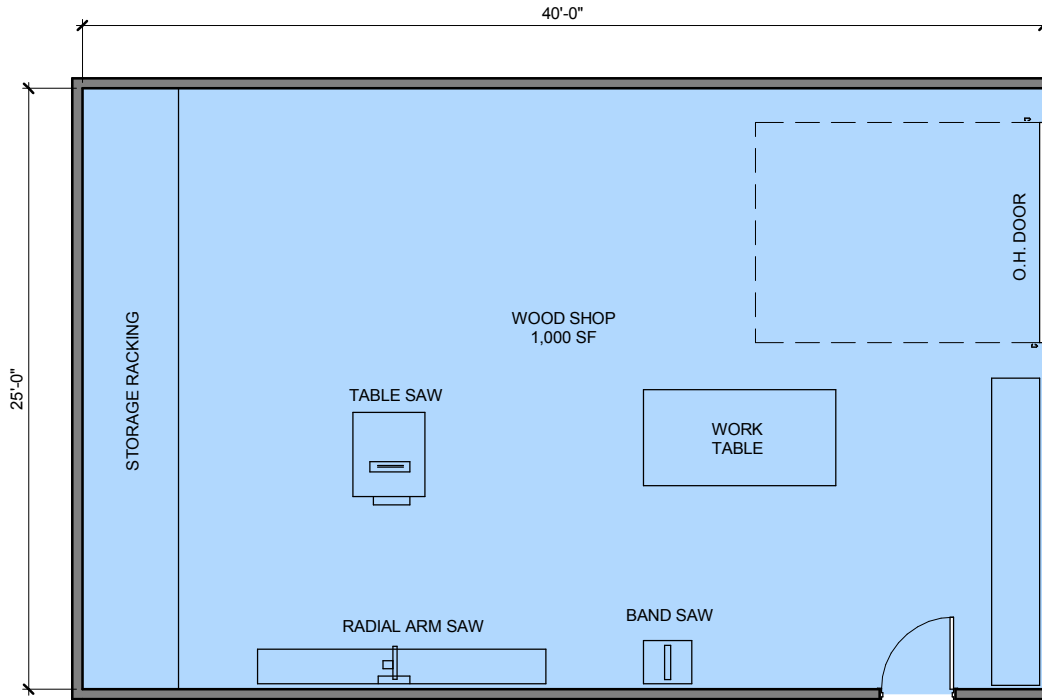 40'-0"
25'-0"
O.H. DOOR
STORAGE RACKING
WOOD SHOP
1,000 SF
TABLE SAW
WORK
TABLE
RADIAL ARM SAW
BAND SAW